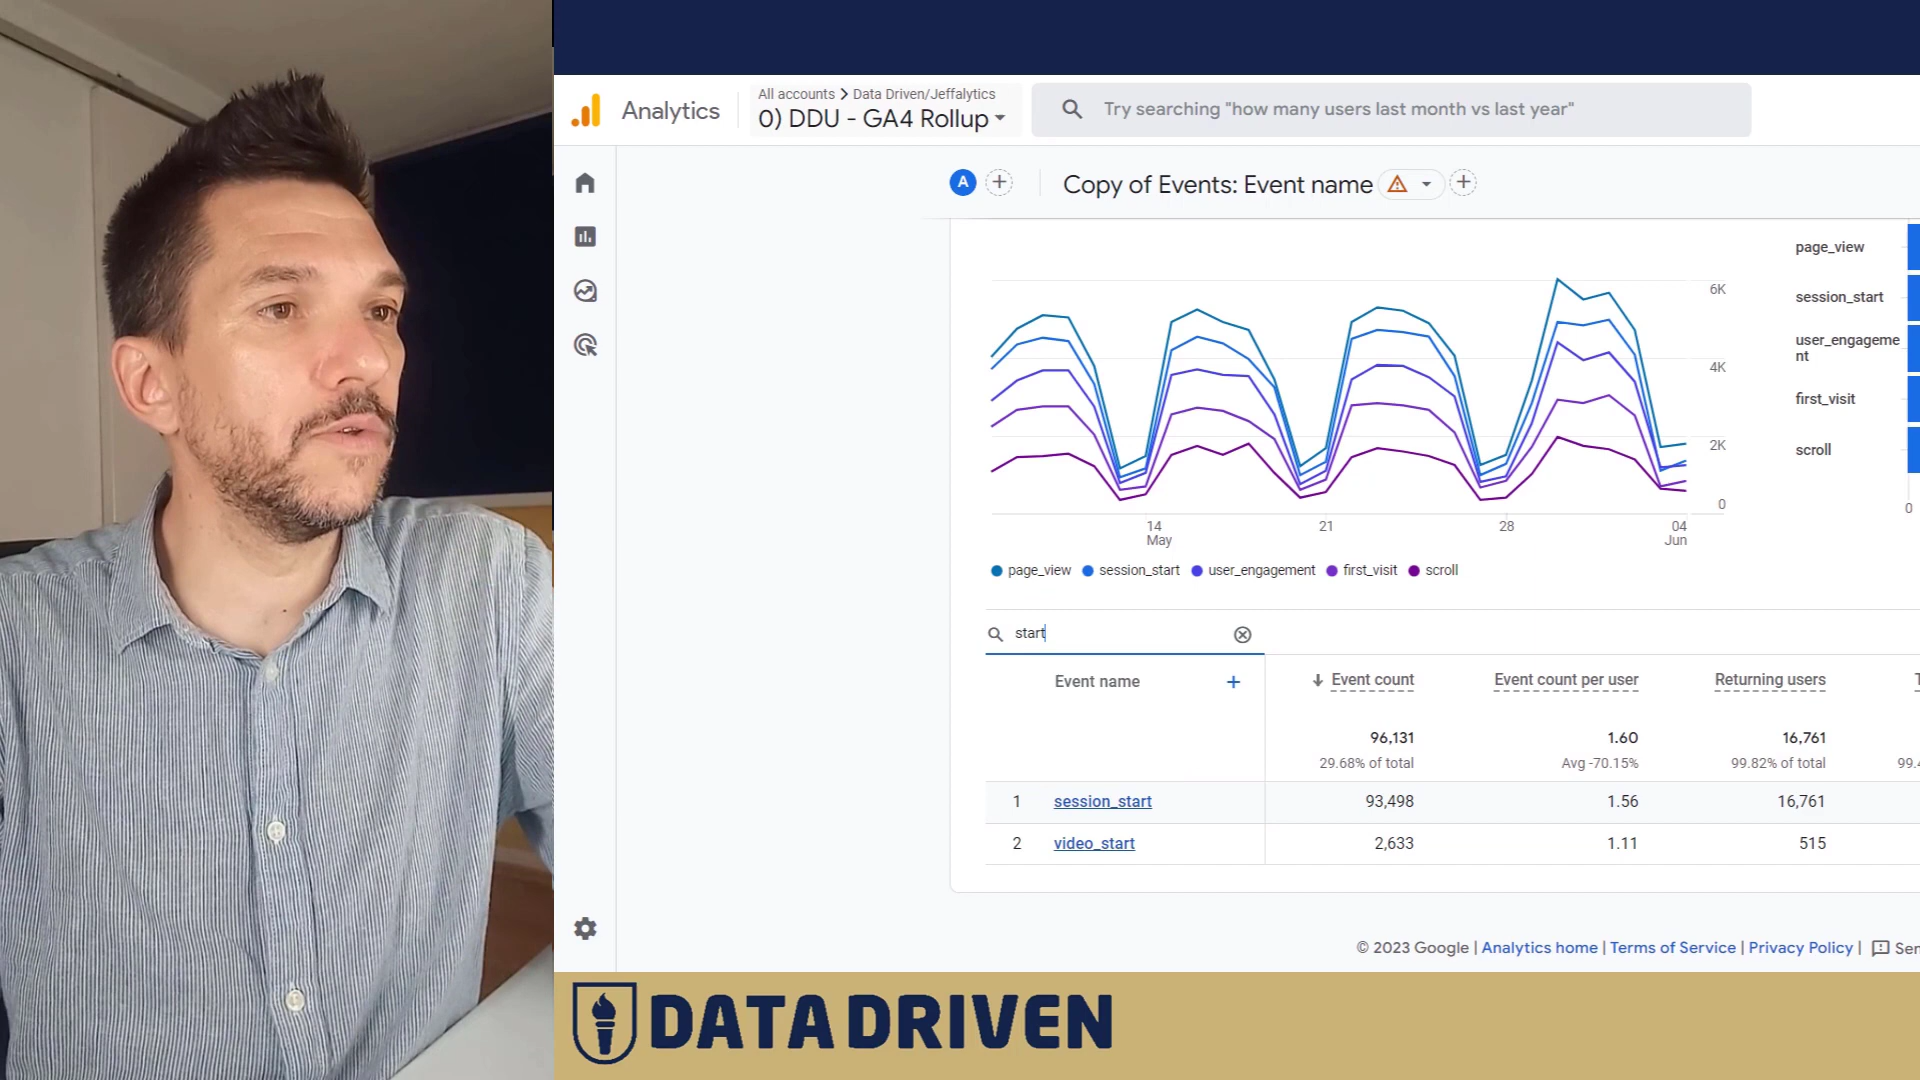 All accounts > Data Driven/Jeffalytics
Analytics
0) DDU - GA4 Rollup
Try searching "how many users last month vs last year"
A
Copy of Events: Event name
page_view
session_start
user_engageme
nt
first_visit
scroll
0
6K
4K
2K
0
14
May
21
28
04
Jun
page_view
session_start
user_engagement
first_visit
scroll
start
Event name
Event count
Event count per user
Returning users
T
96,131
1.60
16,761
29.68% of total
Avg -70.15%
99.82% of total
99.4
1
session_start
93,498
1.56
16,761
2
video_start
2,633
1.11
515
© 2023 Google | Analytics home | Terms of Service | Privacy Policy | Sen
DATA DRIVEN